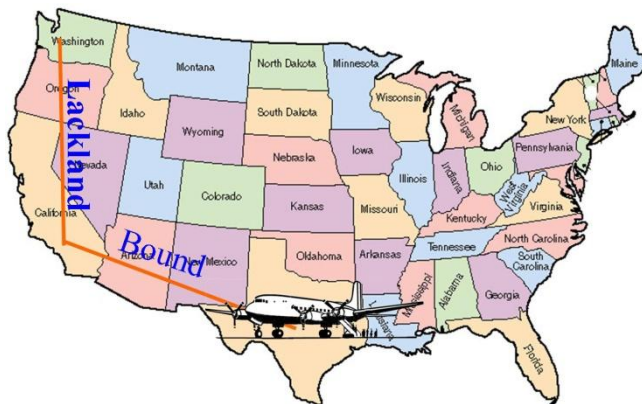 Washington
Montana
North Dakota
Minnesota
Maine
Oregon
Idaho
South Dakota
Wisconsin
Michigan
New York
Wyoming
Lackland
Nevada
Nebraska
Iowa
Illinois
Indiana
Ohio
Pennsylvania
Utah
Colorado
Kansas
Missouri
West
Virginia
Virginia
Kentucky
California
Bound
Oklahoma
Arkansas
Tennessee
North Carolina
South
Carolina
New Mexico
Mississippi
Alabama
Georgia
Louisiana
Florida